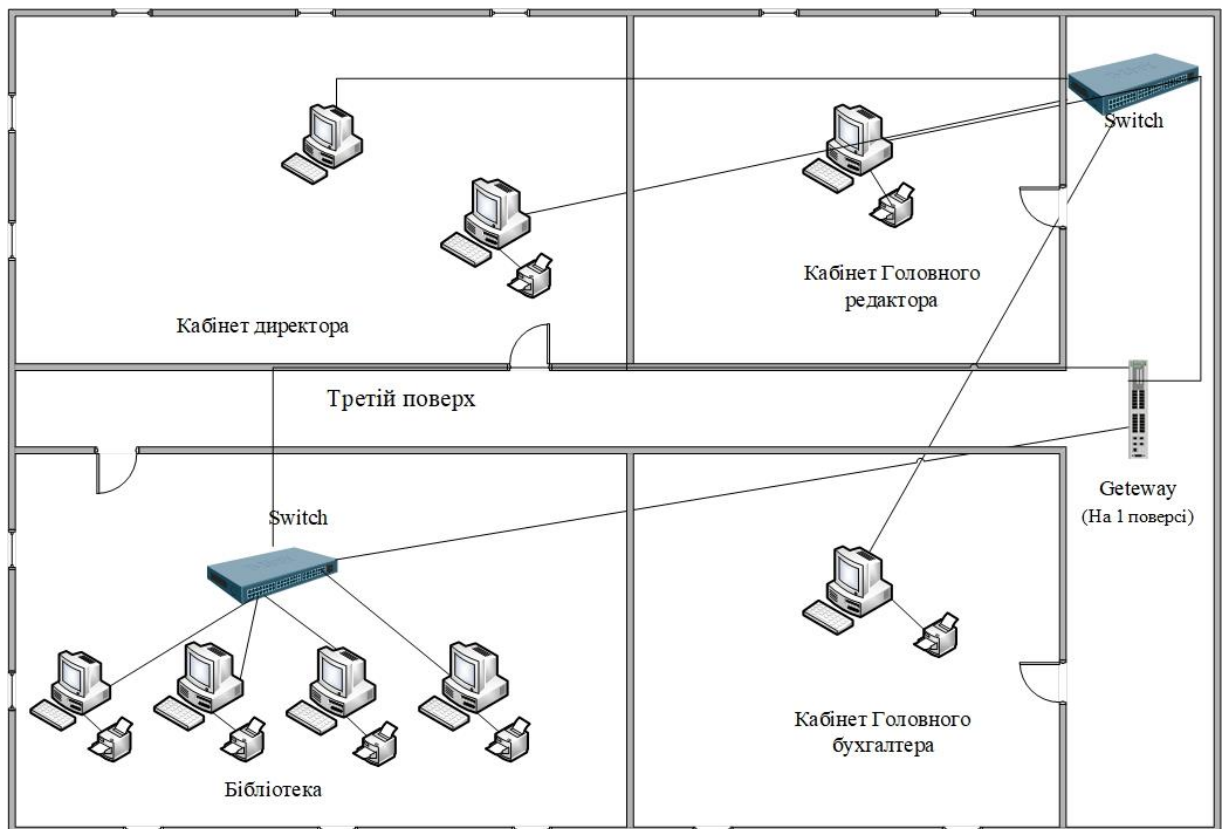 Switch
Кабінет Головного
редактора
Кабінет директора
Третій поверх
Geteway
(На 1 поверсі)
Switch
Кабінет Головного
бухгалтера
Бібліотека